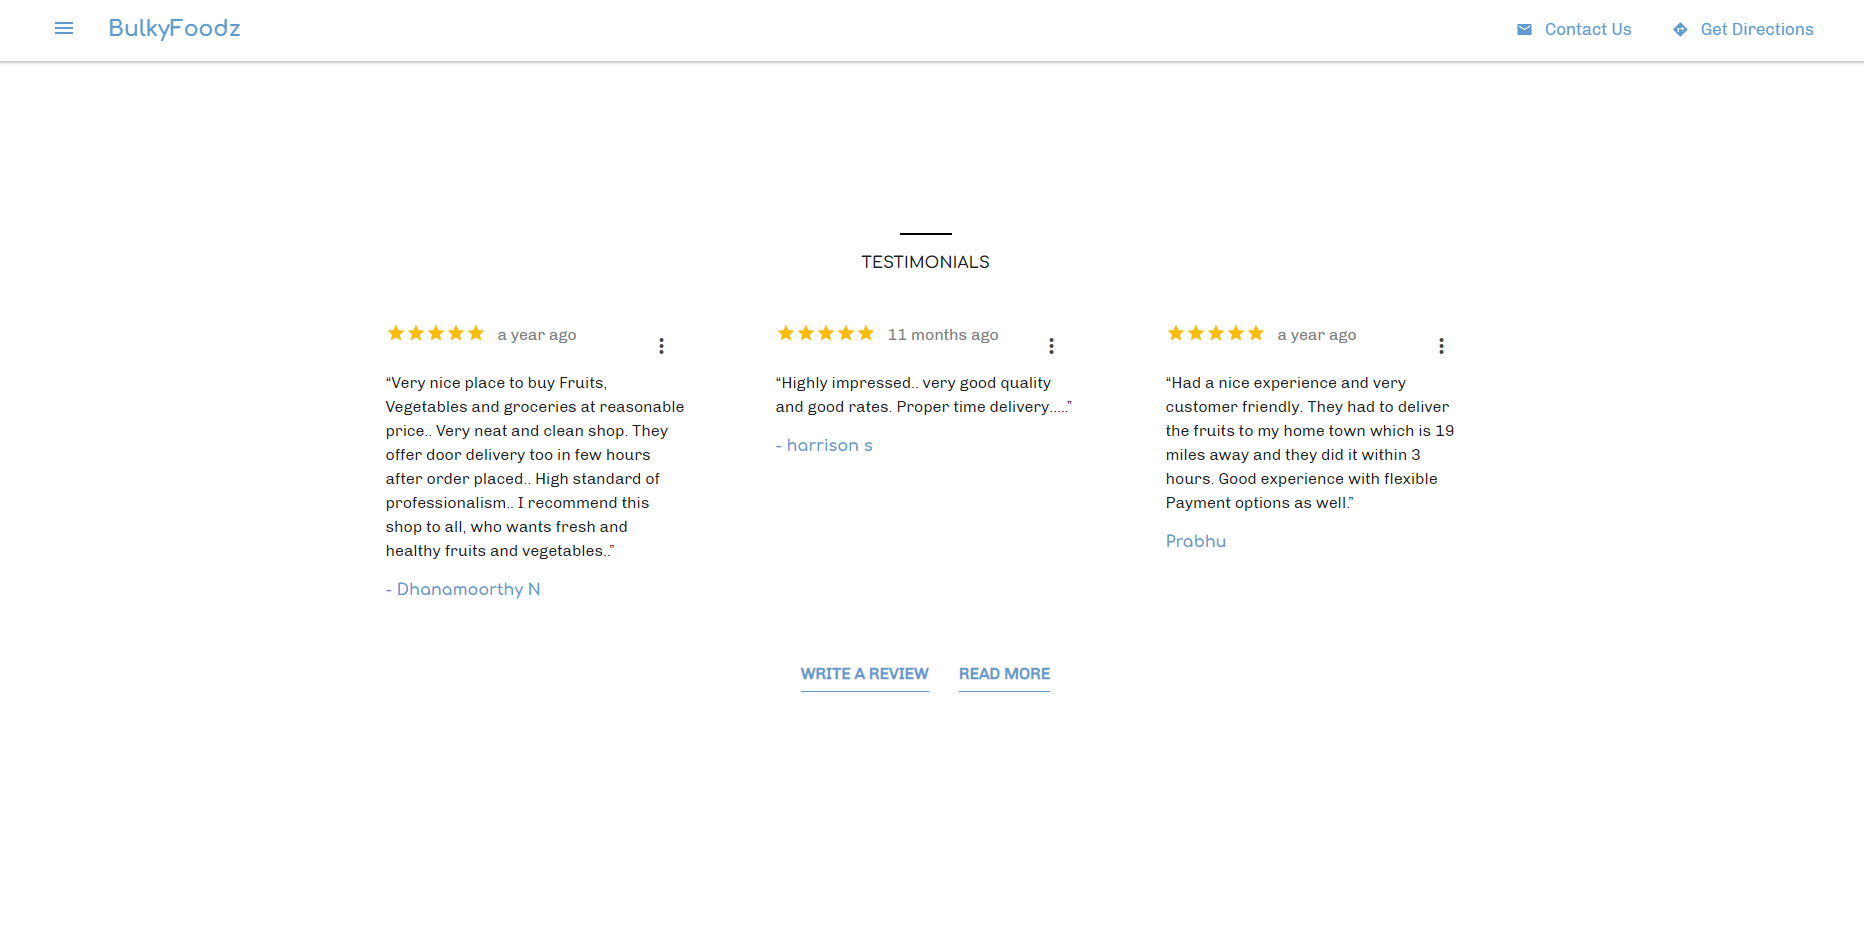 BulkyFoodz
Contact Us
Get Directions
TESTIMONIALS
a year ago
“Very nice place to buy Fruits,
Vegetables and groceries at reasonable
price.. Very neat and clean shop. They
offer door delivery too in few hours
after order placed.. High standard of
professionalism.. I recommend this
shop to all, who wants fresh and
healthy fruits and vegetables..”
- Dhanamoorthy N
11 months ago
“Highly impressed.. very good quality
and good rates. Proper time delivery.....”
- harrison s
a year ago
“Had a nice experience and very
customer friendly. They had to deliver
the fruits to my home town which is 19
miles away and they did it within 3
hours. Good experience with flexible
Payment options as well.”
Prabhu
WRITE A REVIEW
READ MORE